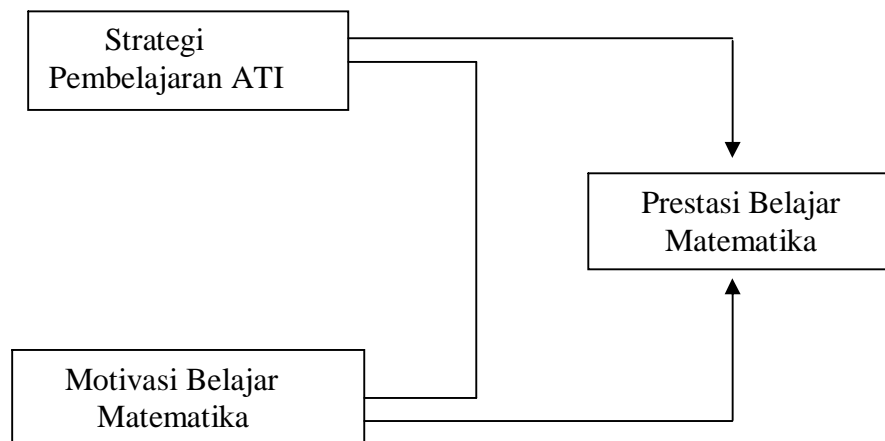 Strategi
Pembelajaran ATI
Prestasi Belajar
Matematika
Motivasi Belajar
Matematika